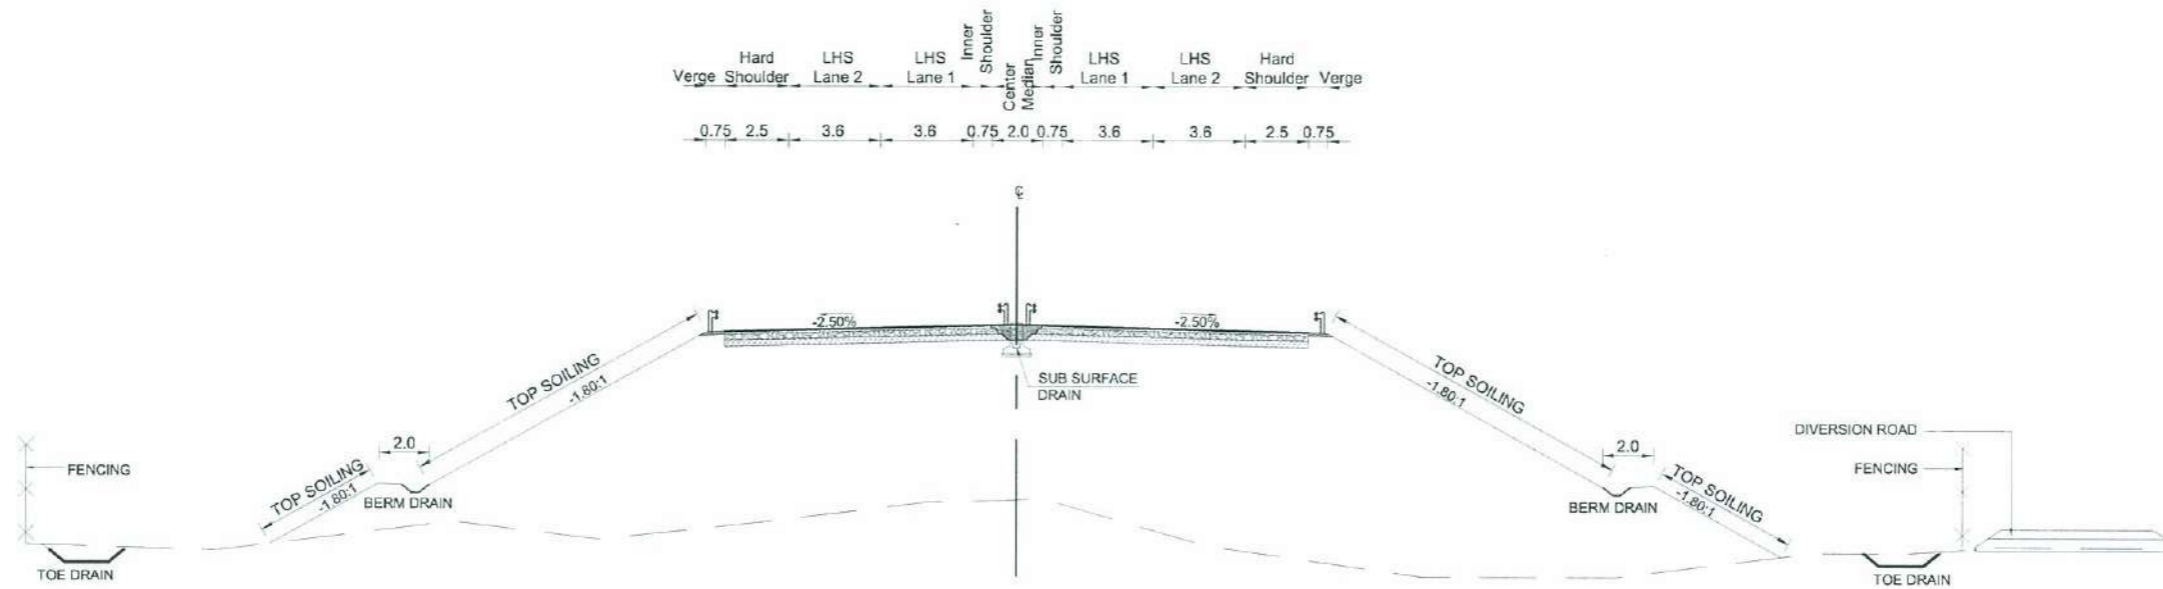 Verge
Hard
Shoulder
LHS
Lane 2
LHS
Lane 1
Inner
Shoulder
Center
Median
Inner
Shoulder
LHS
Lane 1
LHS
Lane 2
Hard
Shoulder
Verge
0.75 2.5 3.6 3.6 0.75 2.0 0.75 3.6 3.6 2.5 0.75
℄
-2.50%
-2.50%
SUB SURFACE
DRAIN
TOP SOILING
-1.80:1
TOP SOILING
-1.80:1
2.0
2.0
DIVERSION ROAD
FENCING
FENCING
TOP SOILING
-1.80:1
TOP SOILING
-1.80:1
BERM DRAIN
BERM DRAIN
TOE DRAIN
TOE DRAIN